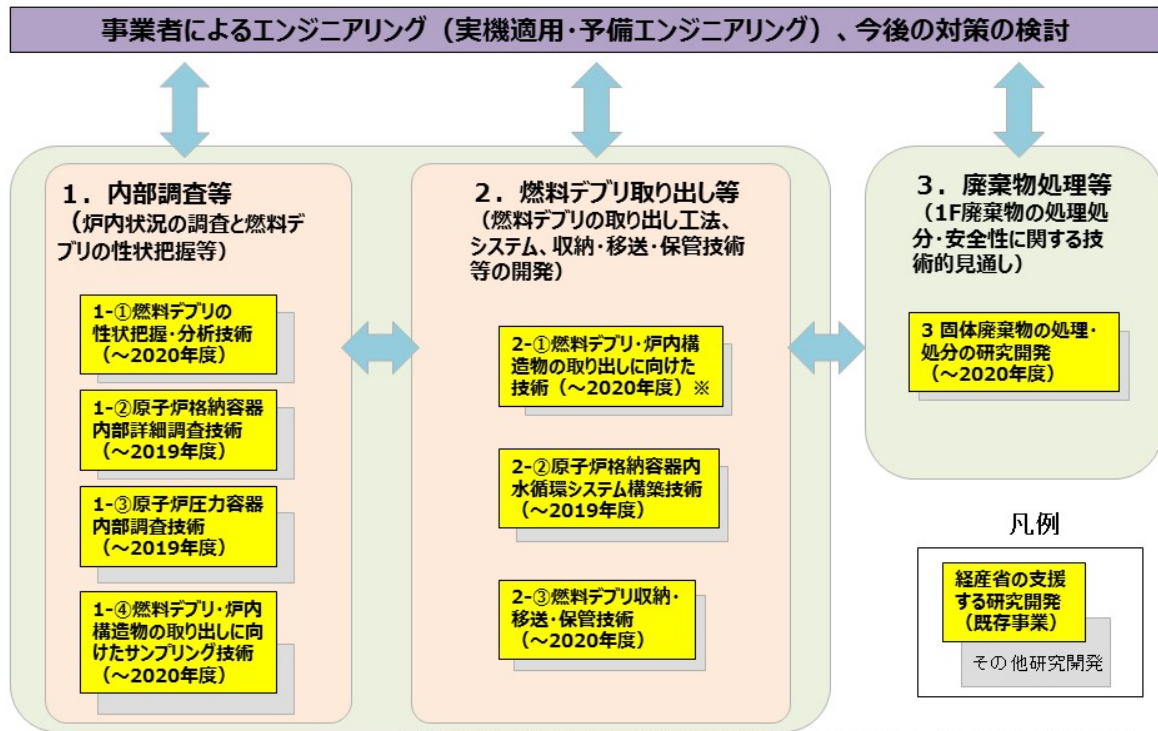 事業者によるエンジニアリング（実機適用・予備エンジニアリング）、今後の対策の検討
1．内部調査等
（炉内状況の調査と燃料デ
ブリの性状把握等）
1-①燃料デブリの
性状把握・分析技術
（～2020年度）
1-②原子炉格納容器
内部詳細調査技術
（～2019年度）
1-③原子炉圧力容器
内部調査技術
（～2019年度）
1-④燃料デブリ・炉内
構造物の取り出しに向
けたサンプリング技術
（～2020年度）
2．燃料デブリ取り出し等
（燃料デブリの取り出し工法、
システム、収納・移送・保管技術
等の開発）
2-①燃料デブリ・炉内構
造物の取り出しに向けた
技術（～2020年度）※
2-②原子炉格納容器内
水循環システム構築技術
（～2019年度）
2-③燃料デブリ収納・
移送・保管技術
（～2020年度）
3．廃棄物処理等
（1F廃棄物の処理処
分・安全性に関する技
術的見通し）
3 固体廃棄物の処理・
処分の研究開発
（～2020年度）
凡例
経産省の支援
する研究開発
（既存事業）
その他研究開発